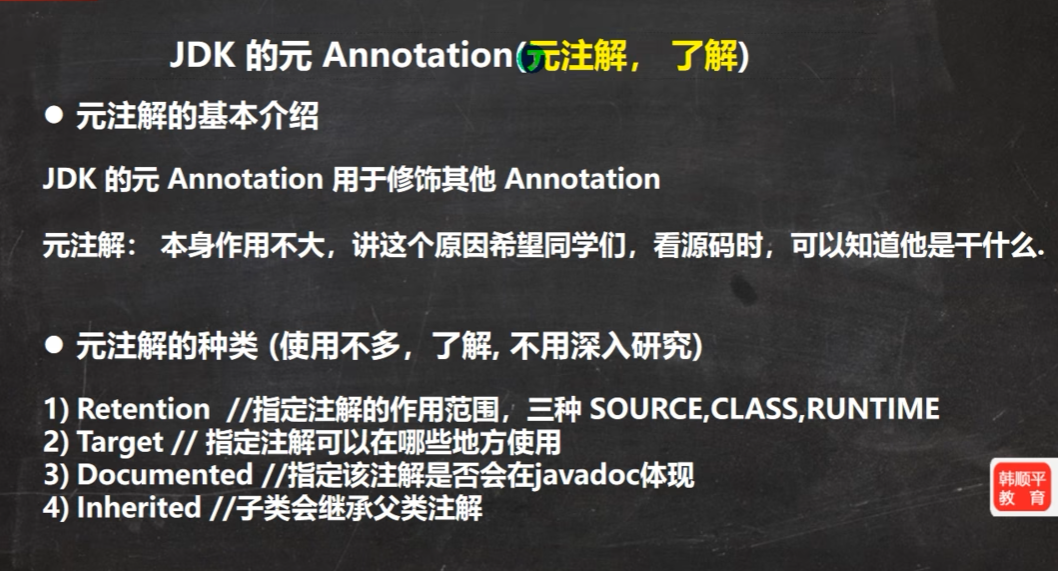 JDK 的元 Annotation(元注解， 了解)
● 元注解的基本介绍
JDK 的元 Annotation 用于修饰其他 Annotation
元注解： 本身作用不大，讲这个原因希望同学们，看源码时，可以知道他是干什么.
● 元注解的种类 (使用不多，了解, 不用深入研究)
1) Retention //指定注解的作用范围，三种 SOURCE,CLASS,RUNTIME
2) Target // 指定注解可以在哪些地方使用
3) Documented //指定该注解是否会在javadoc体现
4) Inherited //子类会继承父类注解
韩顺平
教 育